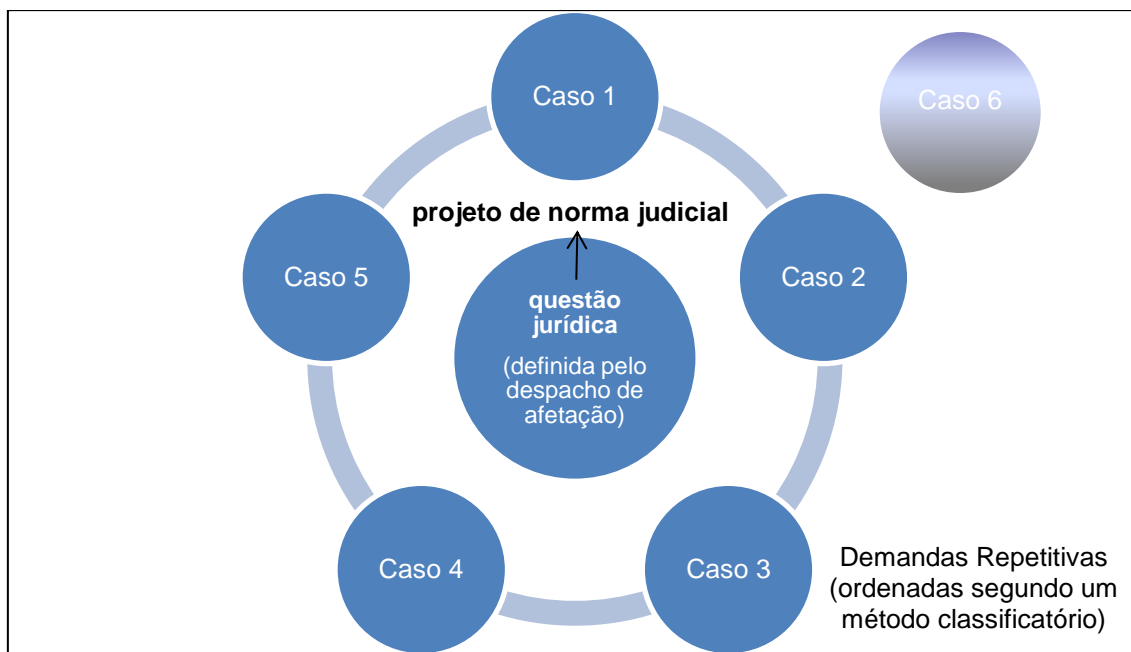 Caso 1
Caso 6
projeto de norma judicial
Caso 5
Caso 2
questão
jurídica
(definida pelo
despacho de
afetação)
Caso 4
Caso 3
Demandas Repetitivas
(ordenadas segundo um
método classificatório)